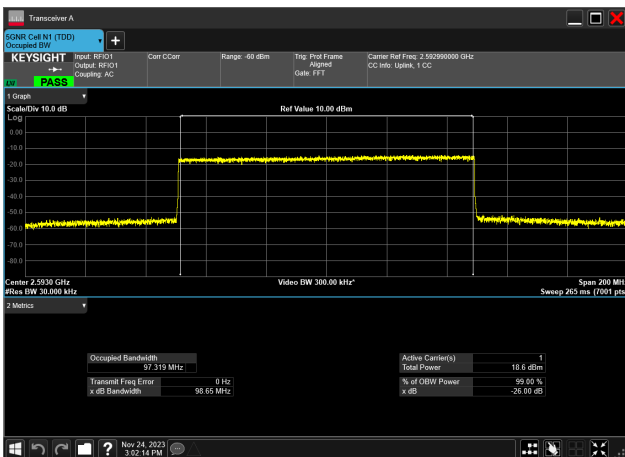 Transceiver A
5GNR Cell N1 (TDD)
Occupied BW
KEYSIGHT
Input: RFIO1
Output: RFIO1
Coupling: AC
Corr CCorr
Range: -60 dBm
Trig: Prot Frame
Aligned
Gate: FFT
Carrier Ref Freq: 2.592990000 GHz
CC Info: Uplink, 1 CC
PASS
1 Graph
Scale/Div 10.0 dB
Ref Value 10.00 dBm
Log
0.00
-10.0
-20.0
-30.0
-40.0
-50.0
-60.0
-70.0
-80.0
Center 2.5930 GHz
Video BW 300.00 kHz*
Span 200 MH
#Res BW 30.000 kHz
Sweep 265 ms (7001 pts
2 Metrics
Occupied Bandwidth
97.319 MHz
Transmit Freq Error 0 Hz
x dB Bandwidth 98.65 MHz
Active Carrier(s) 1
Total Power 18.6 dBm
% of OBW Power 99.00 %
x dB -26.00 dB
Nov 24, 2023
3:02:14 PM